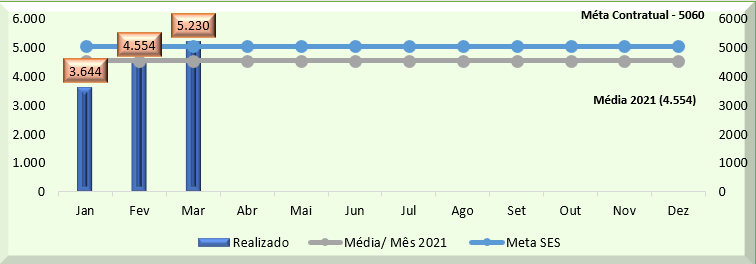 Méta Contratual - 5060
6.000 6000
5.230
5.000 5000
4.554
4.000 4000
3.644
Média 2021 (4.554)
3.000 3000
2.000 2000
1.000 1000
0 0
Jan Fev Mar Abr Mai Jun Jul Ago Set Out Nov Dez
Realizado Média/ Mês 2021 Meta SES